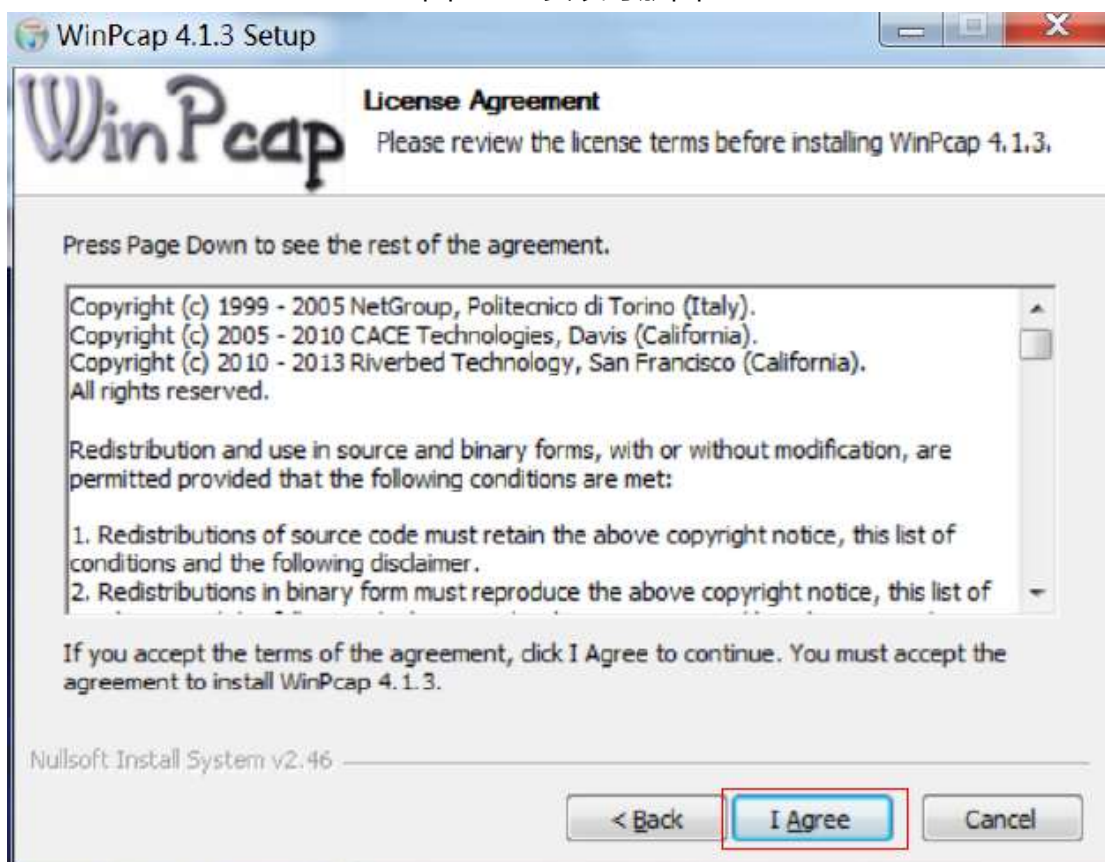 WinPcap 4.1.3 Setup
WinPcap
License Agreement
Please review the license terms before installing WinPcap 4.1.3.
Press Page Down to see the rest of the agreement.
Copyright (c) 1999 - 2005 NetGroup, Politecnico di Torino (Italy).
Copyright (c) 2005 - 2010 CACE Technologies, Davis (California).
Copyright (c) 2010 - 2013 Riverbed Technology, San Francisco (California).
All rights reserved.
Redistribution and use in source and binary forms, with or without modification, are
permitted provided that the following conditions are met:
1. Redistributions of source code must retain the above copyright notice, this list of
conditions and the following disclaimer.
2. Redistributions in binary form must reproduce the above copyright notice, this list of
If you accept the terms of the agreement, click I Agree to continue. You must accept the
agreement to install WinPcap 4.1.3.
Nullsoft Install System v2.46
< Back
I Agree
Cancel